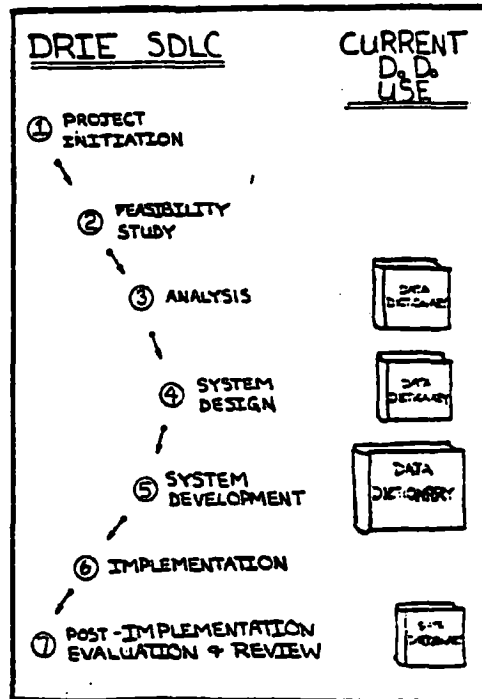 DRIE SDLC
CURRENT
D. D.
USE
① PROJECT
INITIATION
② FEASIBILITY
STUDY
③ ANALYSIS
DATA
DICTIONARY
④ SYSTEM
DESIGN
DATA
DICTIONARY
⑤ SYSTEM
DEVELOPMENT
DATA
DICTIONARY
⑥ IMPLEMENTATION
⑦ POST-IMPLEMENTATION
EVALUATION & REVIEW